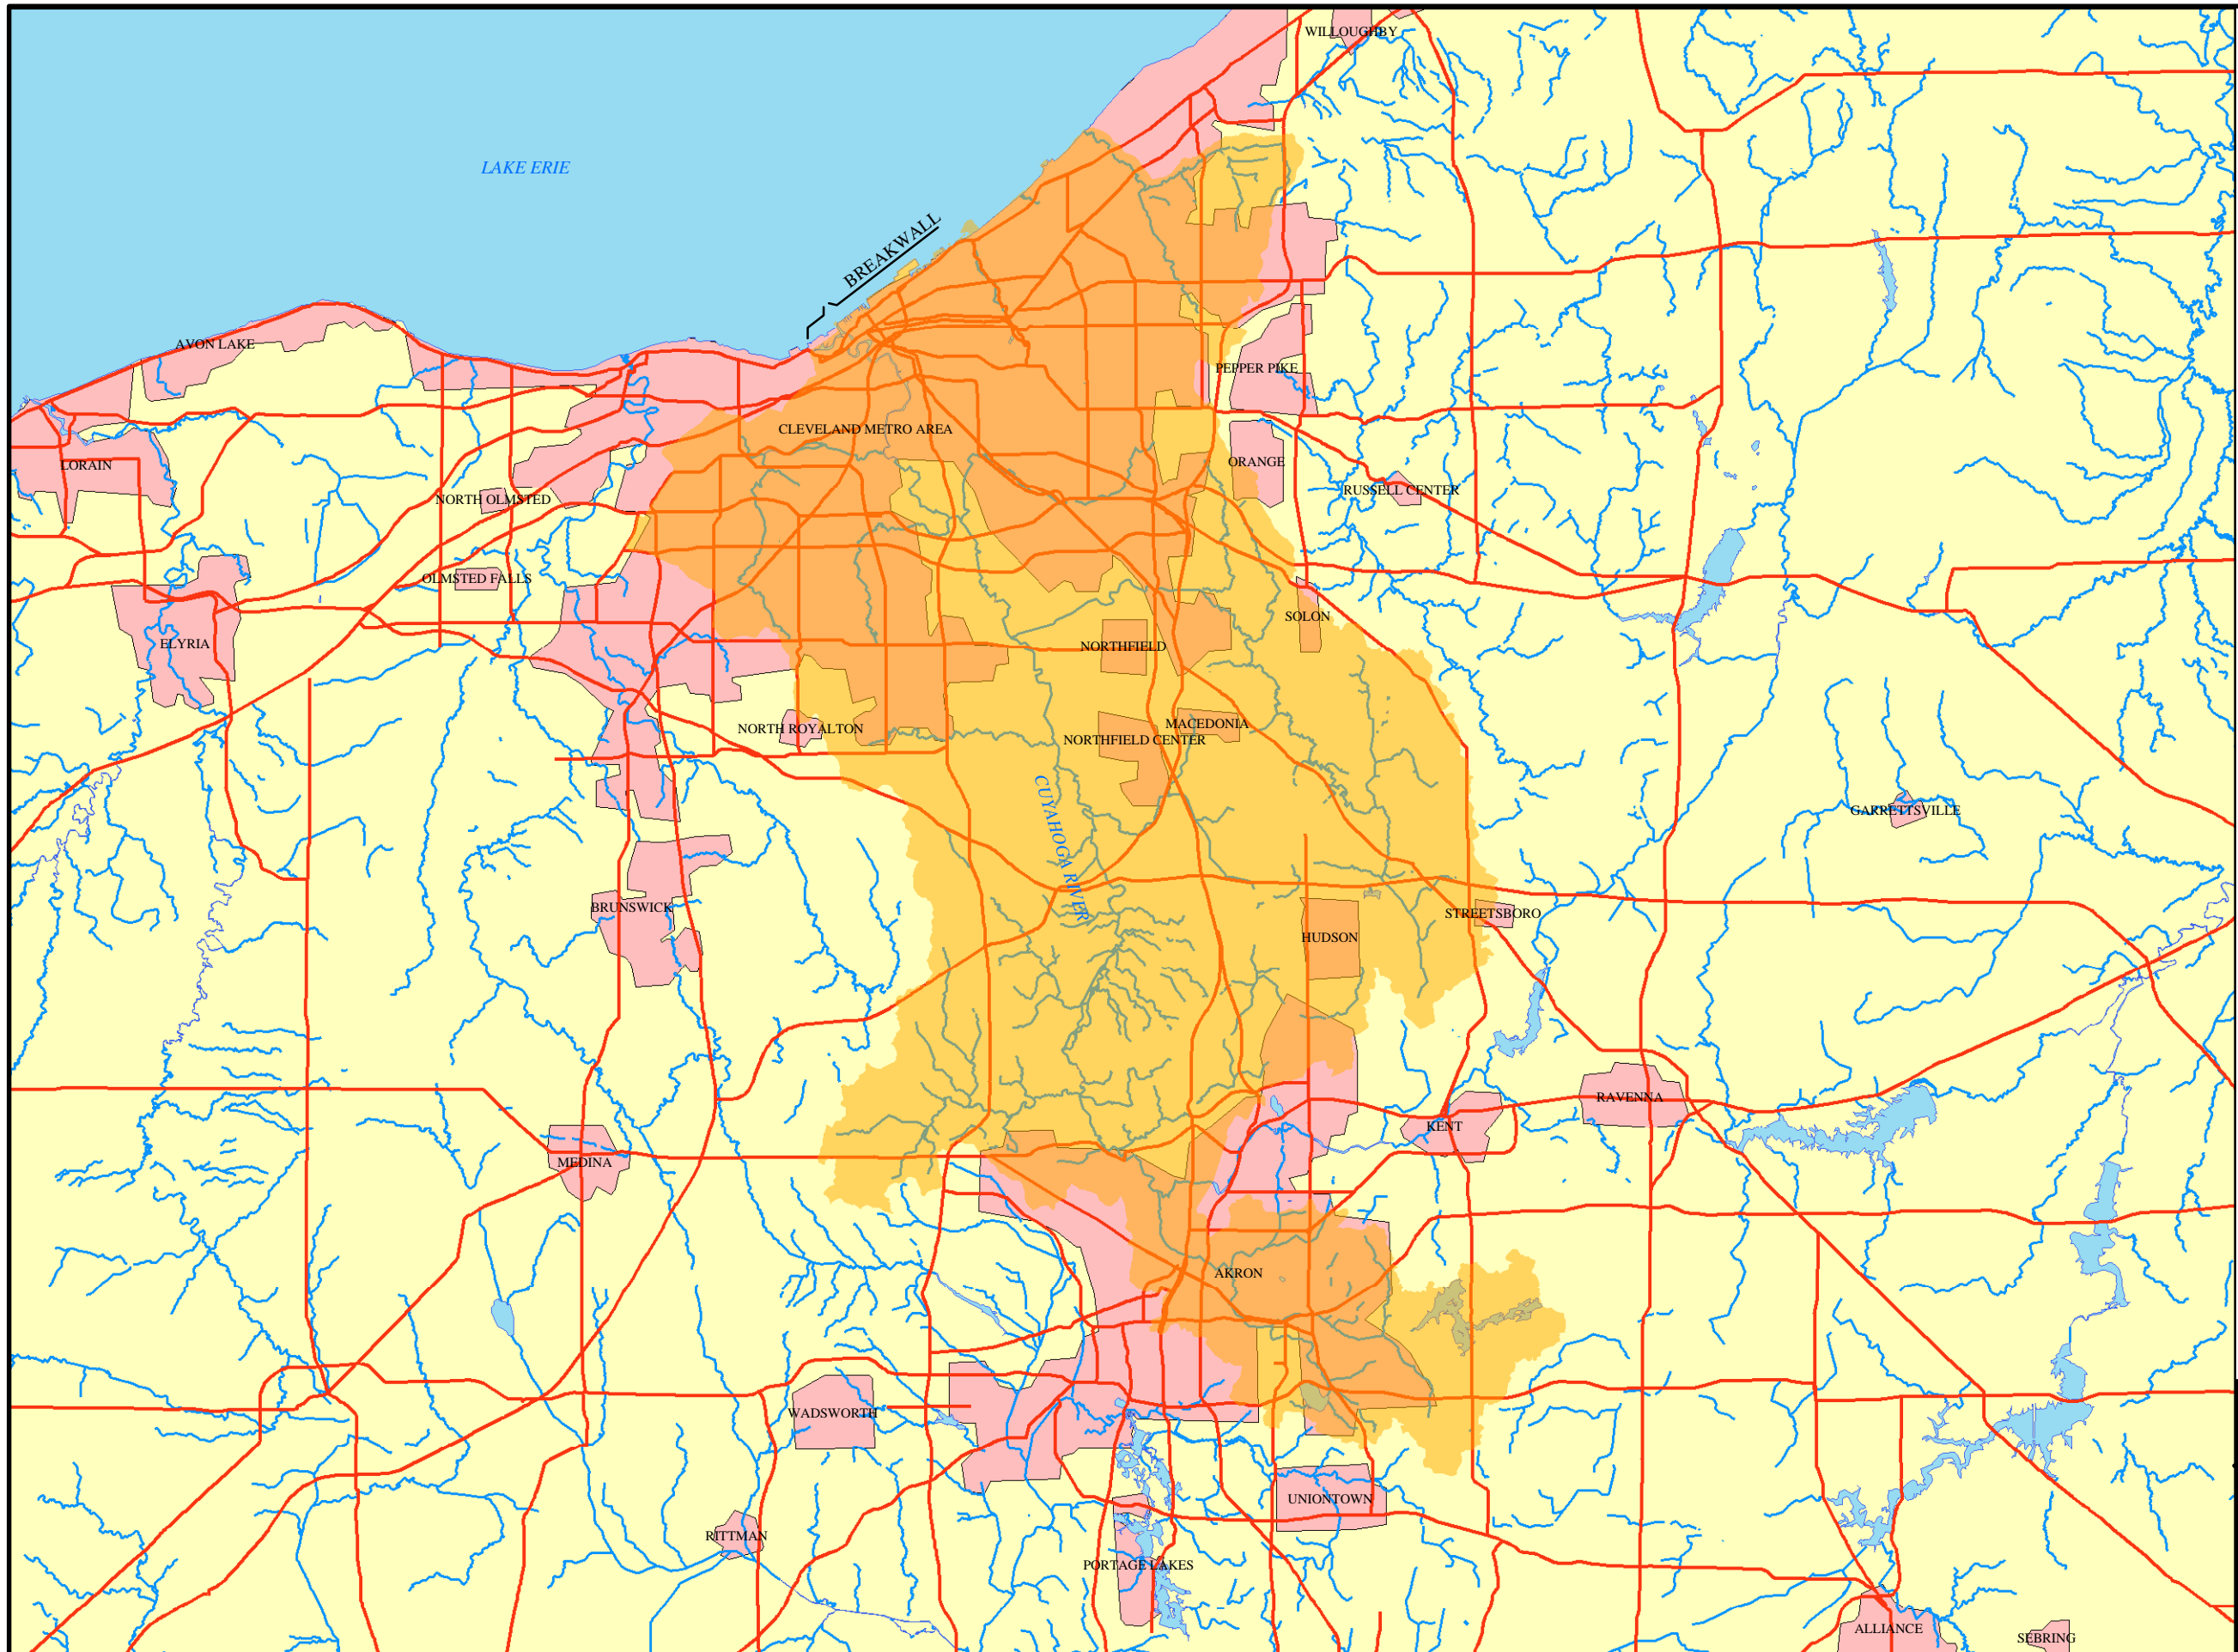 WILLOUGHBY
LAKE ERIE
BREAKWALL
AVON LAKE
PEPPER PIKE
CLEVELAND METRO AREA
ORANGE
LORAIN
RUSSELL CENTER
NORTH OLMSTED
OLMSTED FALLS
SOLON
ELYRIA
NORTHFIELD
MACEDONIA
NORTH ROYALTON
NORTHFIELD CENTER
CUYAHOGA RIVER
GARRETTSVILLE
BRUNSWICK
STREETSBORO
HUDSON
RAVENNA
KENT
MEDINA
AKRON
WADSWORTH
UNIONTOWN
RITTMAN
PORTAGE LAKES
ALLIANCE
SEBRING